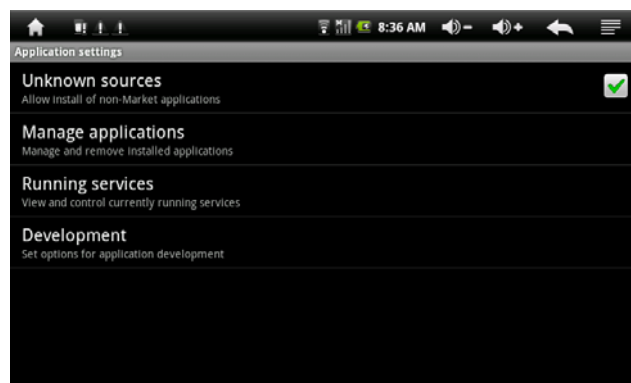 8:36 AM
Application settings
Unknown sources
Allow install of non-Market applications
Manage applications
Manage and remove installed applications
Running services
View and control currently running services
Development
Set options for application development